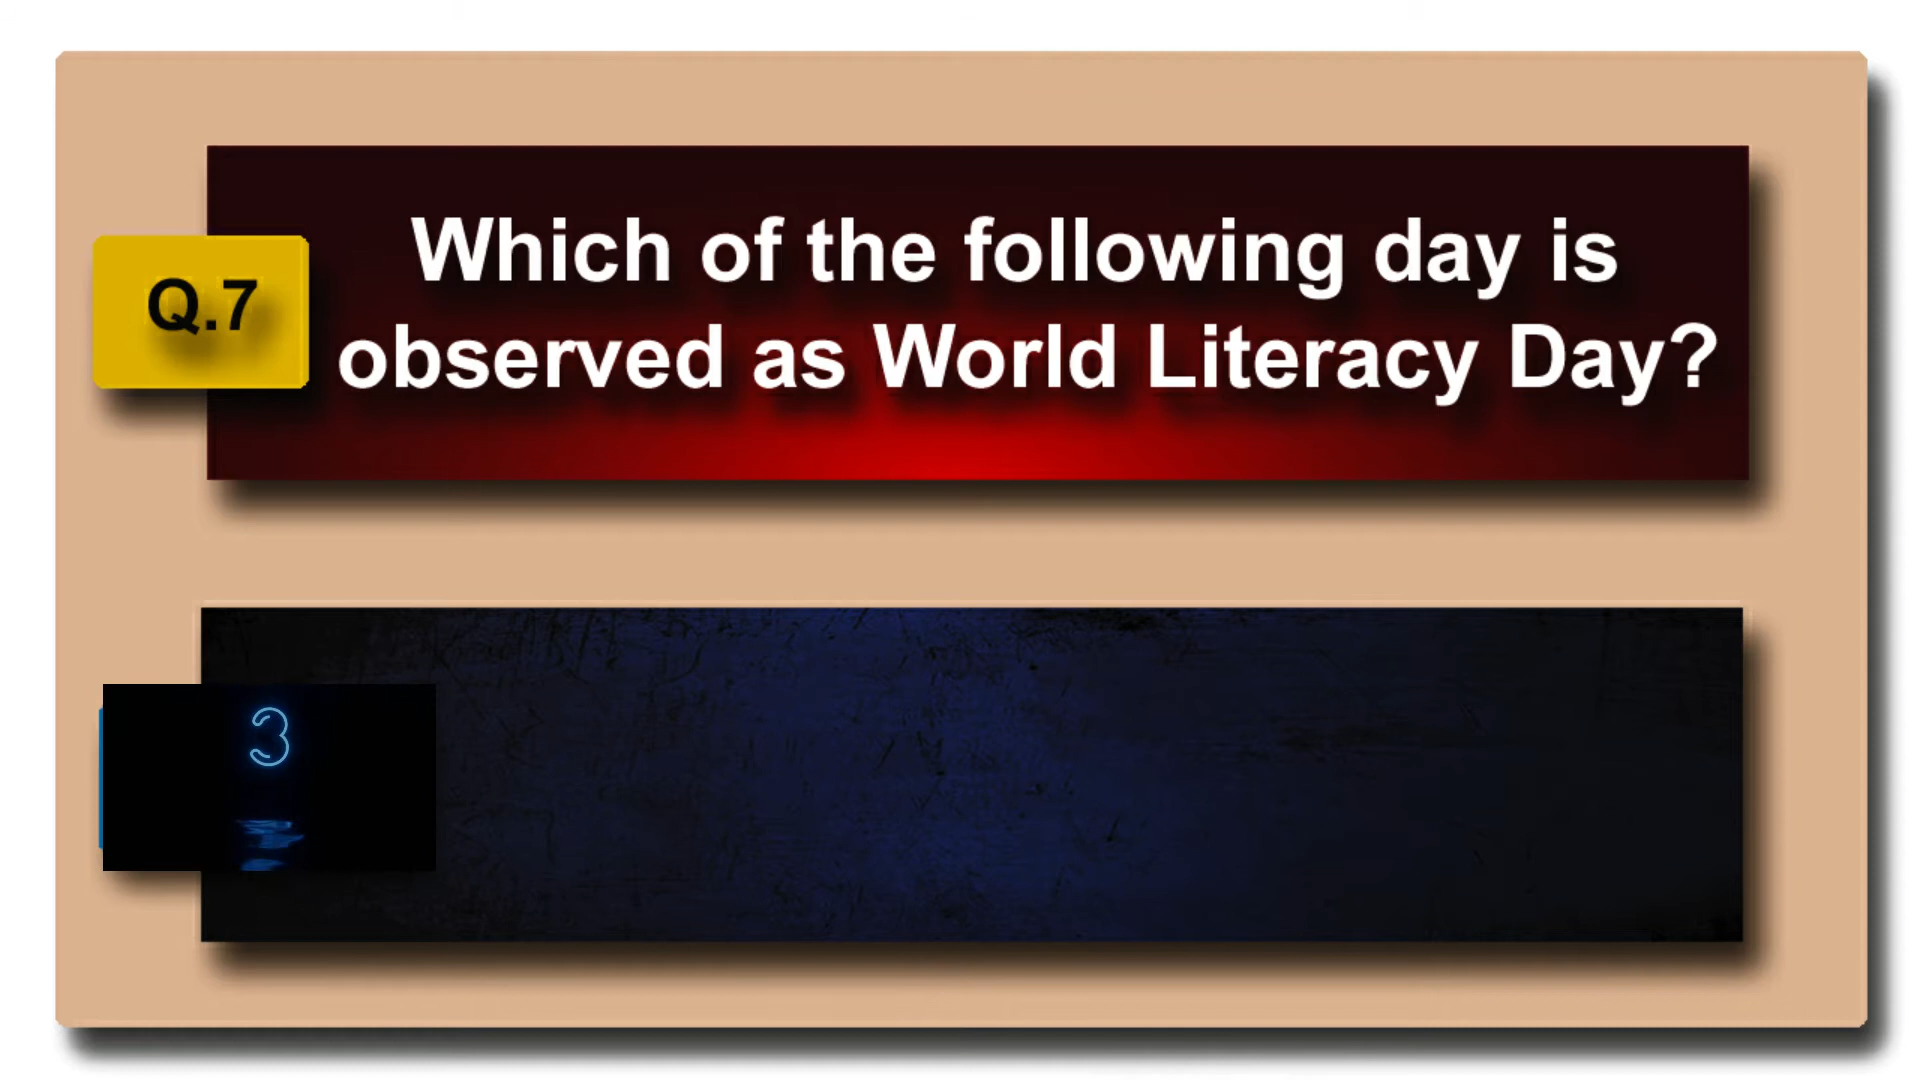 Which of the following day is
Q.7
observed as World Literacy Day?
3